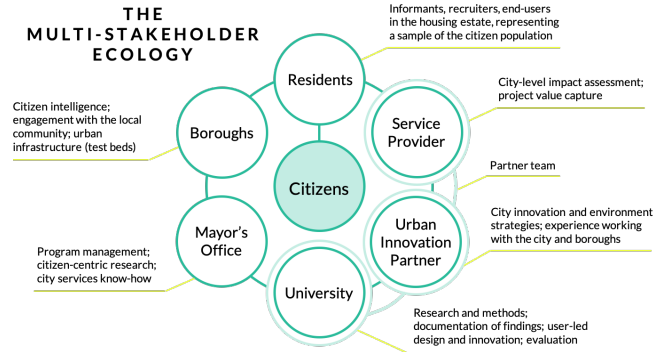 THE
MULTI-STAKEHOLDER
ECOLOGY
Informants, recruiters, end-users
in the housing estate, representing
a sample of the citizen population
Residents
City-level impact assessment;
project value capture
Service
Provider
Citizen intelligence;
engagement with the local
community; urban
infrastructure (test beds)
Boroughs
Partner team
Citizens
City innovation and environment
strategies; experience working
with the city and boroughs
Urban
Innovation
Partner
Mayor's
Office
Program management;
citizen-centric research;
city services know-how
University
Research and methods;
documentation of findings; user-led
design and innovation; evaluation